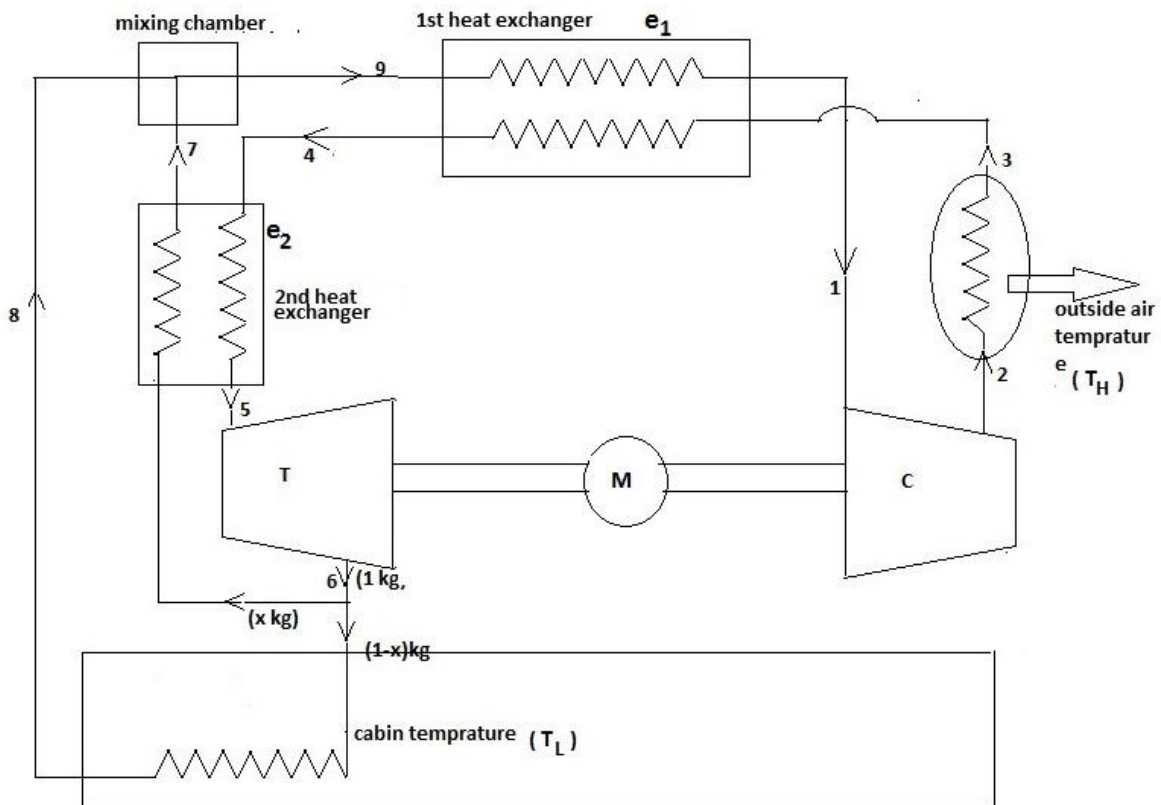 mixing chamber
1st heat exchanger
e1
9
4
7
3
e2
2nd heat
exchanger
8
1
outside air
tempratur
e
( TH )
2
5
T
M
C
6
(1 kg,
(x kg)
(1-x)kg
cabin temprature ( TL )